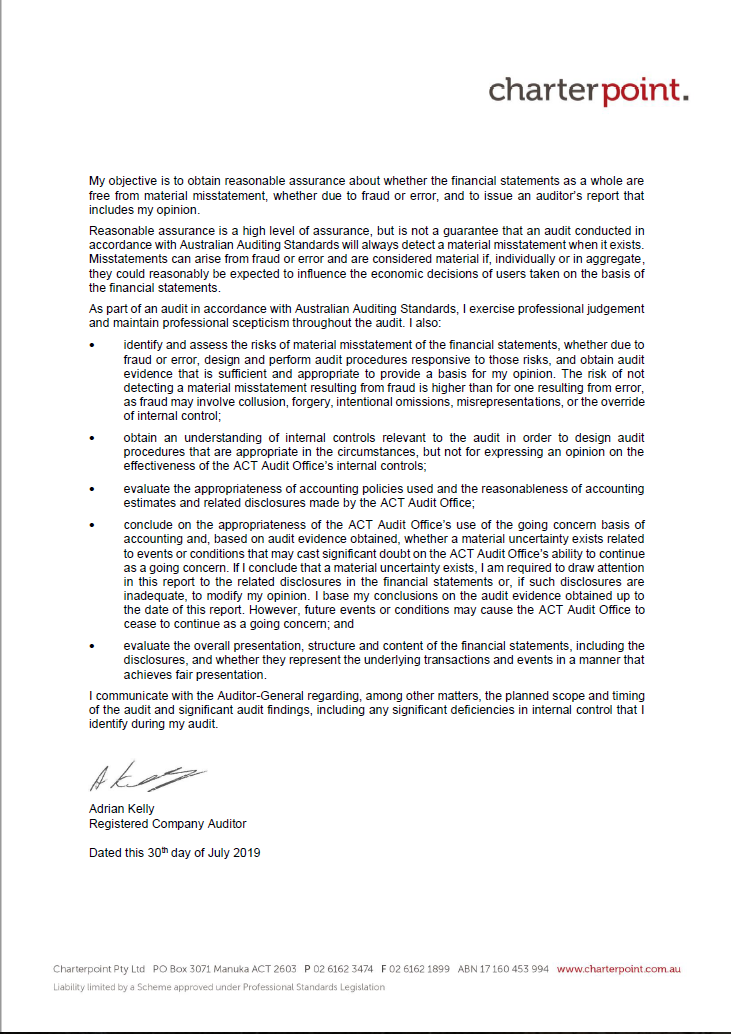 charterpoint.
My objective is to obtain reasonable assurance about whether the financial statements as a whole are
free from material misstatement, whether due to fraud or error, and to issue an auditor's report that
includes my opinion.
Reasonable assurance is a high level of assurance, but is not a guarantee that an audit conducted in
accordance with Australian Auditing Standards will always detect a material misstatement when it exists.
Misstatements can arise from fraud or error and are considered material if, individually or in aggregate,
they could reasonably be expected to influence the economic decisions of users taken on the basis of
the financial statements.
As part of an audit in accordance with Australian Auditing Standards, I exercise professional judgement
and maintain professional scepticism throughout the audit. I also:
• identify and assess the risks of material misstatement of the financial statements, whether due to
fraud or error, design and perform audit procedures responsive to those risks, and obtain audit
evidence that is sufficient and appropriate to provide a basis for my opinion. The risk of not
detecting a material misstatement resulting from fraud is higher than for one resulting from error,
as fraud may involve collusion, forgery, intentional omissions, misrepresentations, or the override
of internal control;
• obtain an understanding of internal controls relevant to the audit in order to design audit
procedures that are appropriate in the circumstances, but not for expressing an opinion on the
effectiveness of the ACT Audit Office's internal controls;
• evaluate the appropriateness of accounting policies used and the reasonableness of accounting
estimates and related disclosures made by the ACT Audit Office;
• conclude on the appropriateness of the ACT Audit Office's use of the going concern basis of
accounting and, based on audit evidence obtained, whether a material uncertainty exists related
to events or conditions that may cast significant doubt on the ACT Audit Office's ability to continue
as a going concern. If I conclude that a material uncertainty exists, I am required to draw attention
in this report to the related disclosures in the financial statements or, if such disclosures are
inadequate, to modify my opinion. I base my conclusions on the audit evidence obtained up to
the date of this report. However, future events or conditions may cause the ACT Audit Office to
cease to continue as a going concern; and
• evaluate the overall presentation, structure and content of the financial statements, including the
disclosures, and whether they represent the underlying transactions and events in a manner that
achieves fair presentation.
I communicate with the Auditor-General regarding, among other matters, the planned scope and timing
of the audit and significant audit findings, including any significant deficiencies in internal control that I
identify during my audit.
Adrian Kelly
Registered Company Auditor
Dated this 30th day of July 2019
Charterpoint Pty Ltd PO Box 3071 Manuka ACT 2603 P 02 6162 3474 F 02 6162 1899 ABN 17 160 453 994 www.charterpoint.com.au
Liability limited by a Scheme approved under Professional Standards Legislation